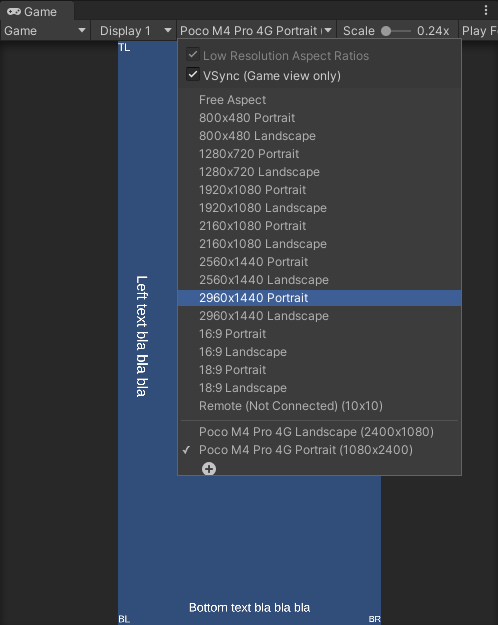 Game
Game Display 1 Poco M4 Pro 4G Portrait ( Scale 0.24x Play F
TL
Low Resolution Aspect Ratios
VSync (Game view only)
Free Aspect
800x480 Portrait
800x480 Landscape
1280x720 Portrait
1280x720 Landscape
1920x1080 Portrait
1920x1080 Landscape
2160x1080 Portrait
2160x1080 Landscape
2560x1440 Portrait
2560x1440 Landscape
2960x1440 Portrait
2960x1440 Landscape
16:9 Portrait
16:9 Landscape
18:9 Portrait
18:9 Landscape
Remote (Not Connected) (10x10)
Poco M4 Pro 4G Landscape (2400x1080)
Poco M4 Pro 4G Portrait (1080x2400)
Left text bla bla bla
Bottom text bla bla bla
BL BR